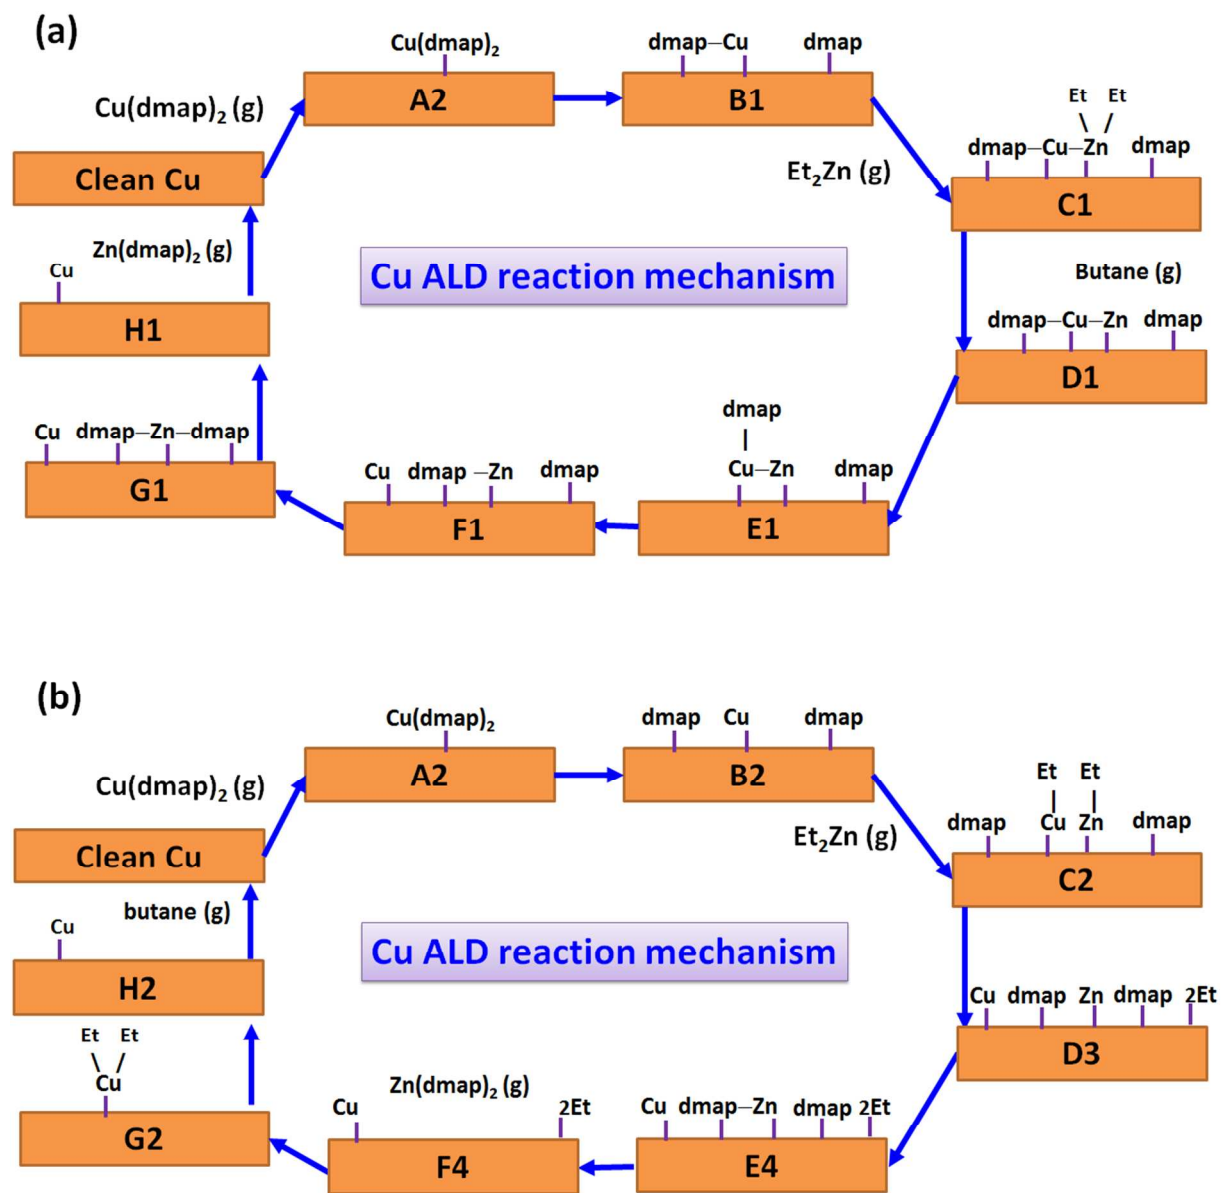 (a)
Cu(dmap)₂
A2
dmap–Cu dmap
B1
Cu(dmap)₂ (g)
Et Et
dmap–Cu–Zn dmap
C1
Et₂Zn (g)
Clean Cu
Zn(dmap)₂ (g)
Cu
H1
Cu ALD reaction mechanism
Butane (g)
dmap–Cu–Zn dmap
D1
dmap
Cu–Zn dmap
E1
Cu dmap –Zn dmap
F1
Cu dmap–Zn–dmap
G1
(b)
Cu(dmap)₂
A2
dmap Cu dmap
B2
Cu(dmap)₂ (g)
Et Et
dmap Cu Zn dmap
C2
Et₂Zn (g)
Clean Cu
butane (g)
Cu
H2
Cu ALD reaction mechanism
Cu dmap Zn dmap 2Et
D3
Et Et
Cu
G2
Zn(dmap)₂ (g)
Cu 2Et
F4
Cu dmap–Zn dmap 2Et
E4